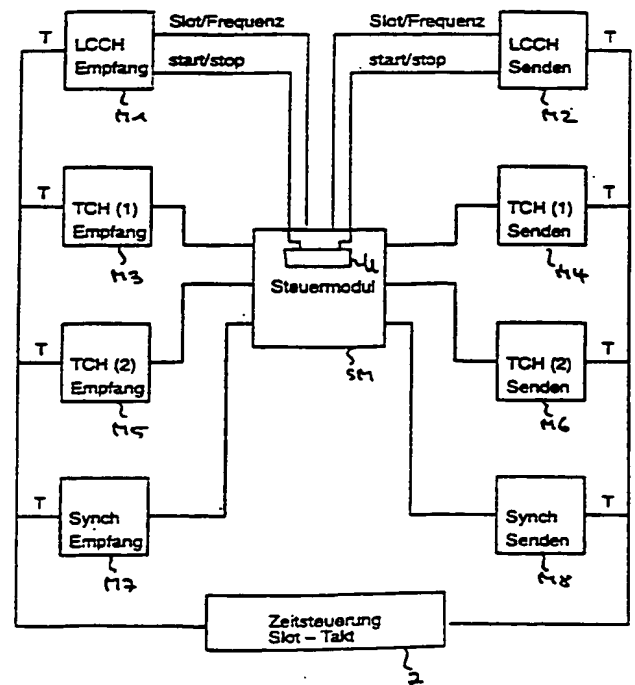 Slot/Frequenz
Slot/Frequenz
T
LCCH
Empfang
start/stop
start/stop
LCCH
Senden
T
M1
M2
T
TCH (1)
Empfang
TCH (1)
Senden
T
M3
M4
Steuermodul
T
TCH (2)
Empfang
TCH (2)
Senden
T
SM
M5
M6
T
Synch
Empfang
Synch
Senden
T
M7
M8
Zeitsteuerung
Slot - Takt